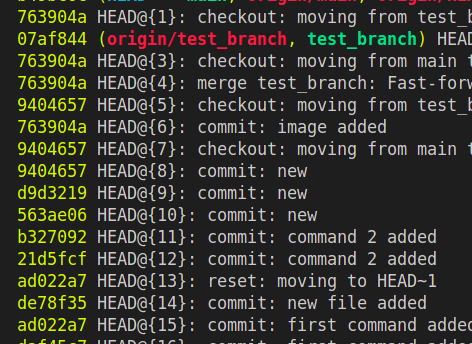 763904a HEAD@{1}: checkout: moving from test_
07af844 (origin/test_branch, test_branch) HEAD
763904a HEAD@{3}: checkout: moving from main
763904a HEAD@{4}: merge test_branch: Fast-forw
9404657 HEAD@{5}: checkout: moving from test_
763904a HEAD@{6}: commit: image added
9404657 HEAD@{7}: checkout: moving from main
9404657 HEAD@{8}: commit: new
d9d3219 HEAD@{9}: commit: new
563ae06 HEAD@{10}: commit: new
b327092 HEAD@{11}: commit: command 2 added
21d5fcf HEAD@{12}: commit: command 2 added
ad022a7 HEAD@{13}: reset: moving to HEAD~1
de78f35 HEAD@{14}: commit: new file added
ad022a7 HEAD@{15}: commit: first command added